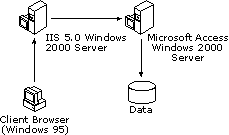 IIS 5.0 Windows
2000 Server
Microsoft Access
Windows 2000
Server
Client Browser
(Windows 95)
Data